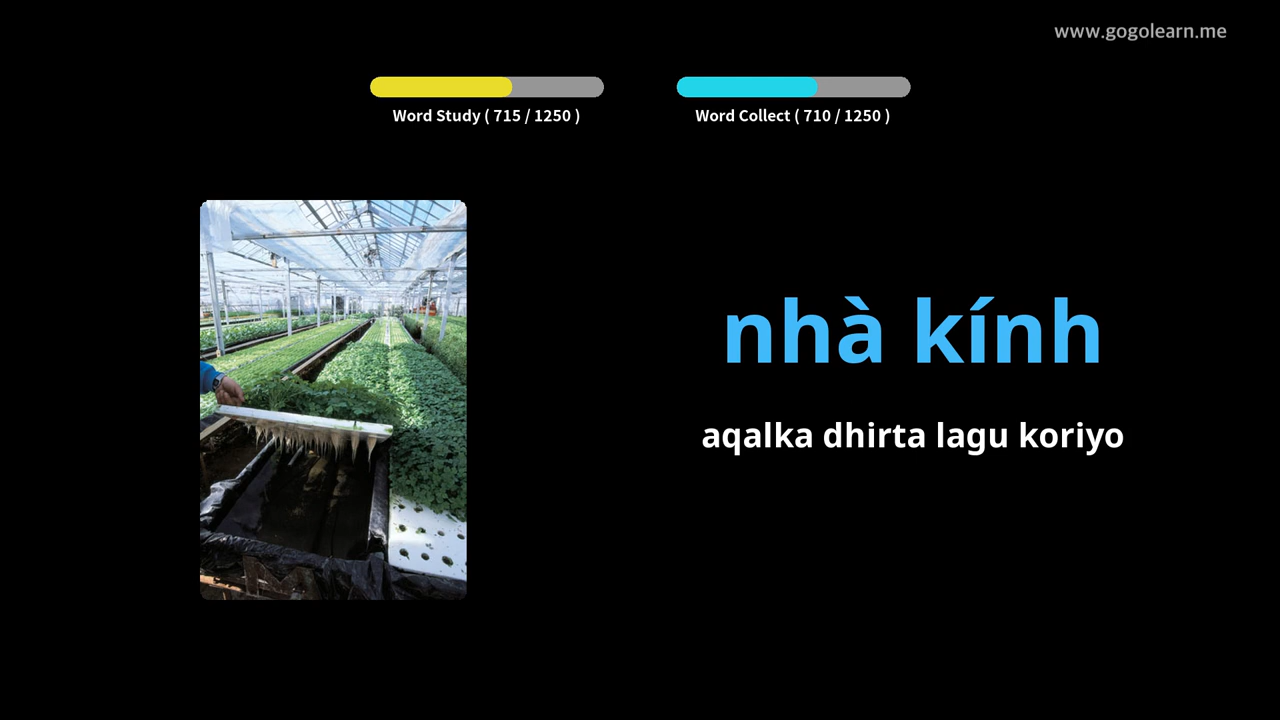 www.gogolearn.me
Word Study ( 715 / 1250 )
Word Collect ( 710 / 1250 )
nhà kính
aqalka dhirta lagu koriyo